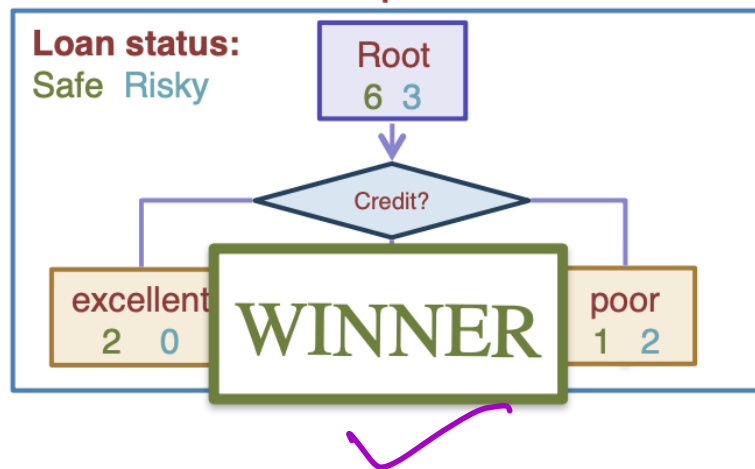 Loan status:
Safe Risky
Root
6 3
Credit?
excellent
2 0
WINNER
poor
1 2